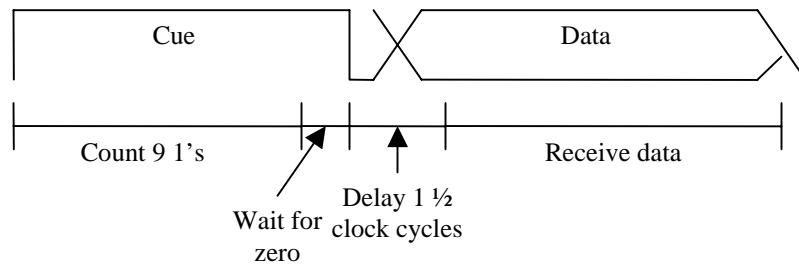 Cue
Data
Count 9 1’s
Receive data
Wait for
zero
Delay 1 ½
clock cycles